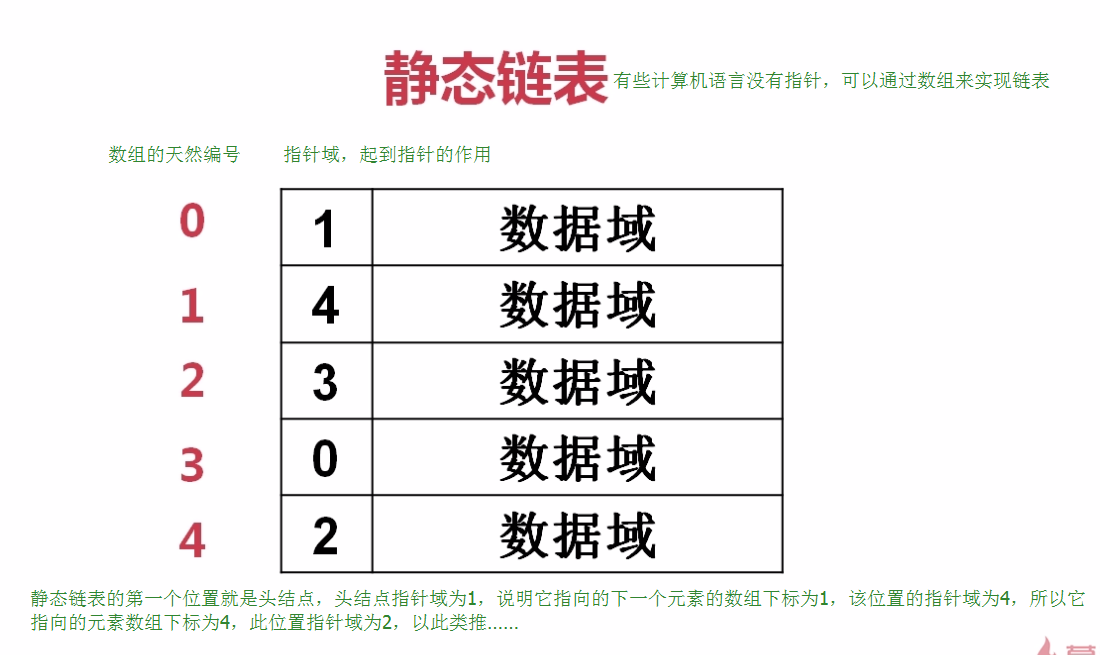 静态链表 有些计算机语言没有指针，可以通过数组来实现链表
数组的天然编号 指针域，起到指针的作用
0 1 数据域
1 4 数据域
2 3 数据域
3 0 数据域
4 2 数据域
静态链表的第一个位置就是头结点，头结点指针域为1，说明它指向的下一个元素的数组下标为1，该位置的指针域为4，所以它
指向的元素数组下标为4，此位置指针域为2，以此类推......